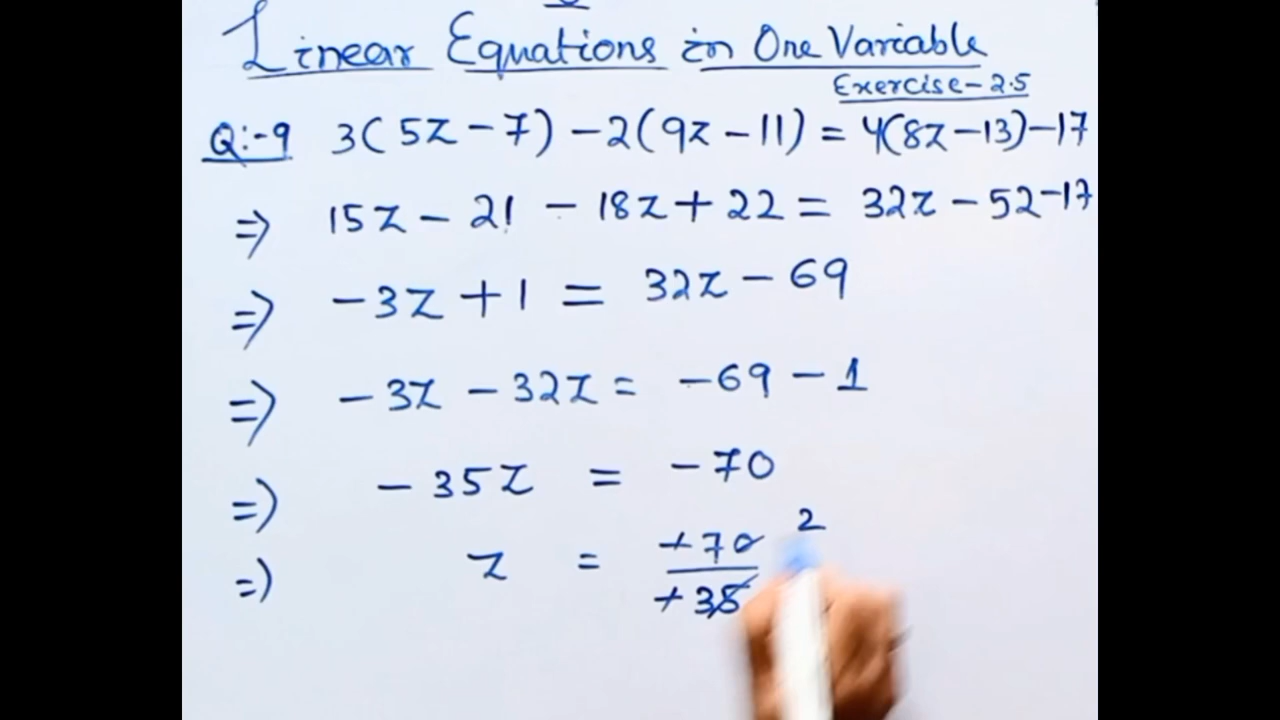 Linear Equations in One Variable
Exercise-2.5
Q:-9 3(5z-7)-2(9z-11)=4(8z-13)-17
=> 15z-21-18z+22=32z-52-17
=> -3z+1=32z-69
=> -3z-32z=-69-1
=> -35z=-70
2
=> z=+70/+35